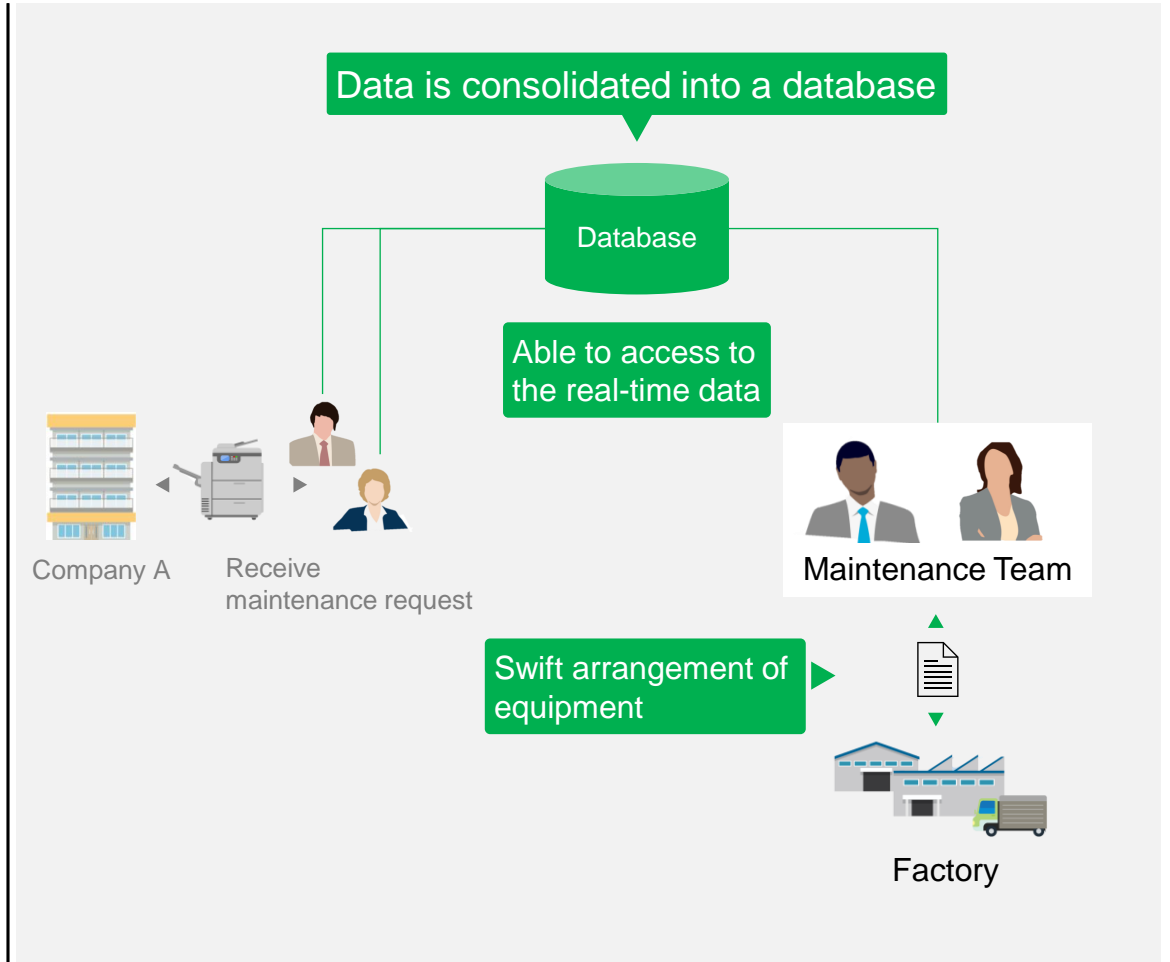 Data is consolidated into a database
Database
Able to access to
the real-time data
Company A
Receive
maintenance request
Maintenance Team
Swift arrangement of
equipment
Factory